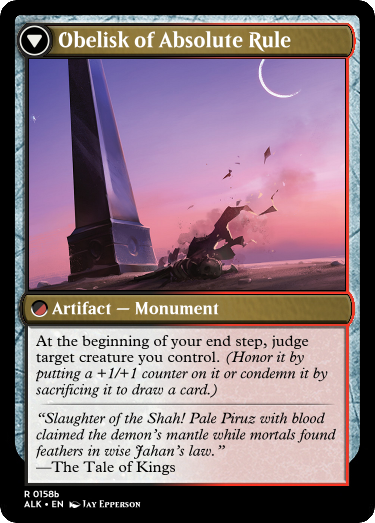 Obelisk of Absolute Rule
Artifact — Monument
At the beginning of your end step, judge
target creature you control. (Honor it by
putting a +1/+1 counter on it or condemn it by
sacrificing it to draw a card.)
“Slaughter of the Shah! Pale Piruz with blood
claimed the demon’s mantle while mortals found
feathers in wise Jahan’s law.”
—The Tale of Kings
R 0158b
ALK • EN Jay Epperson